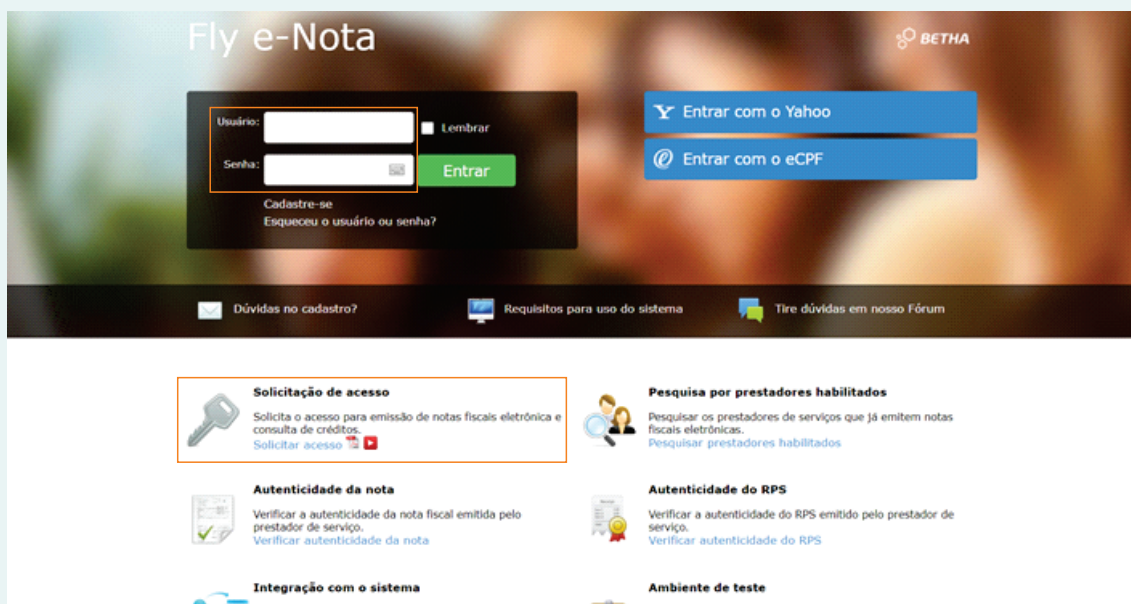 Fly e-Nota
BETHA
Usuário:
Lembrar
Senha:
Entrar
Cadastre-se
Esqueceu o usuário ou senha?
Entrar com o Yahoo
Entrar com o eCPF
Dúvidas no cadastro?
Requisitos para uso do sistema
Tire dúvidas em nosso Fórum
Solicitação de acesso
Solicita o acesso para emissão de notas fiscais eletrônica e
consulta de créditos.
Solicitar acesso
Pesquisa por prestadores habilitados
Pesquisar os prestadores de serviços que já emitem notas
fiscais eletrônicas.
Pesquisar prestadores habilitados
Autenticidade da nota
Verificar a autenticidade da nota fiscal emitida pelo
prestador de serviço.
Verificar autenticidade da nota
Autenticidade do RPS
Verificar a autenticidade do RPS emitido pelo prestador de
serviço.
Verificar autenticidade do RPS
Integração com o sistema
Ambiente de teste